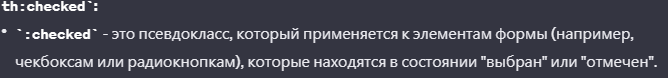 th:checked`:
• `:checked` - это псевдокласс, который применяется к элементам формы (например,
чекбоксам или радиокнопкам), которые находятся в состоянии "выбран" или "отмечен".